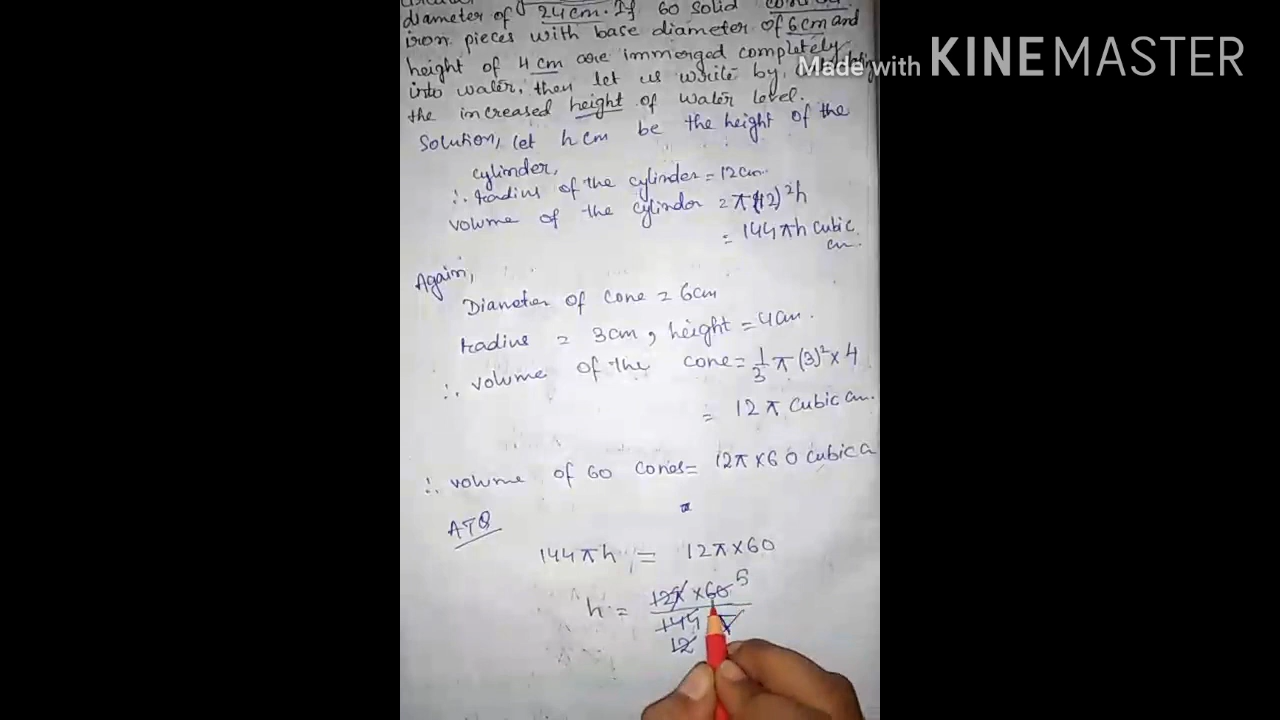 diameter of 24cm. If 60 solid
iron pieces with base diameter of 6cm and
height of 4cm are immerged completely
into water, then let us write by
the increased height of water level.
Solution, let h cm be the height of the
cylinder,
∴ radius of the cylinder = 12cm.
volume of the cylinder = π(12)²h
= 144πh cubic
cm.
Again,
Diameter of cone = 6cm
radius = 3cm, height = 4cm.
∴ volume of the cone = 1/3 π (3)² × 4
= 12π cubic cm.
∴ volume of 60 cones = 12π × 60 cubic
ATQ
144πh = 12π × 60
h = 12π × 60 5
144 π
12
Made with KINEMASTER